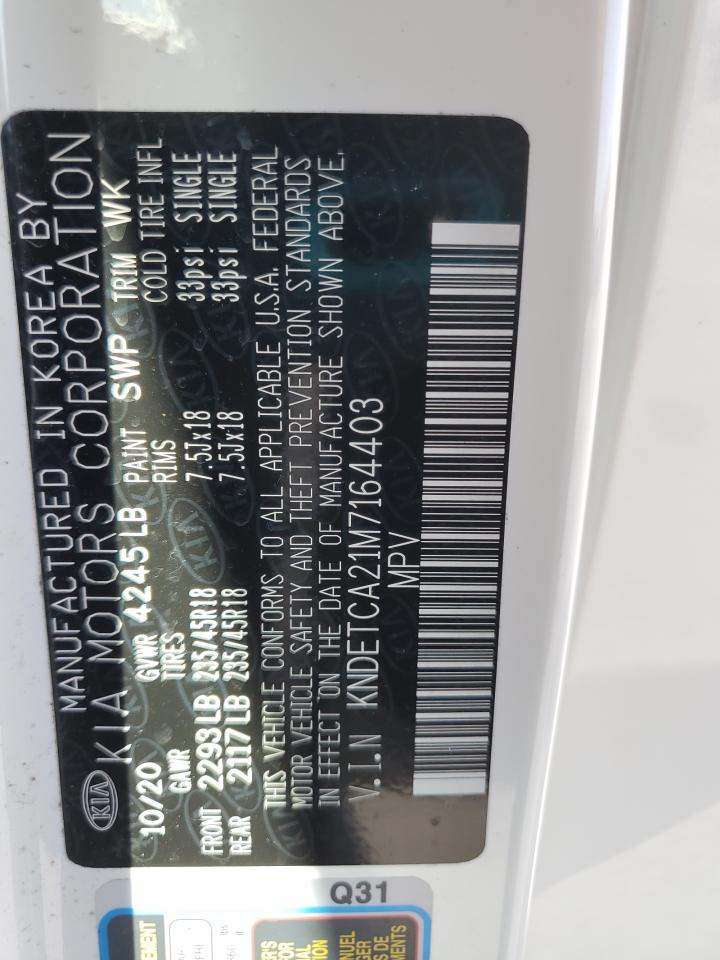 KIA
MANUFACTURED IN KOREA BY
KIA MOTORS CORPORATION
10/20 GVWR 4245LB PAINT SWP TRIM WK
GAWR TIRES RIMS COLD TIRE INFL
FRONT 2293LB 235/45R18 7.5Jx18 33psi SINGLE
REAR 2117LB 235/45R18 7.5Jx18 33psi SINGLE
THIS VEHICLE CONFORMS TO ALL APPLICABLE U.S.A. FEDERAL
MOTOR VEHICLE SAFETY AND THEFT PREVENTION STANDARDS
IN EFFECT ON THE DATE OF MANUFACTURE SHOWN ABOVE.
V.I.N KNDETCA21M7164403
MPV
Q31